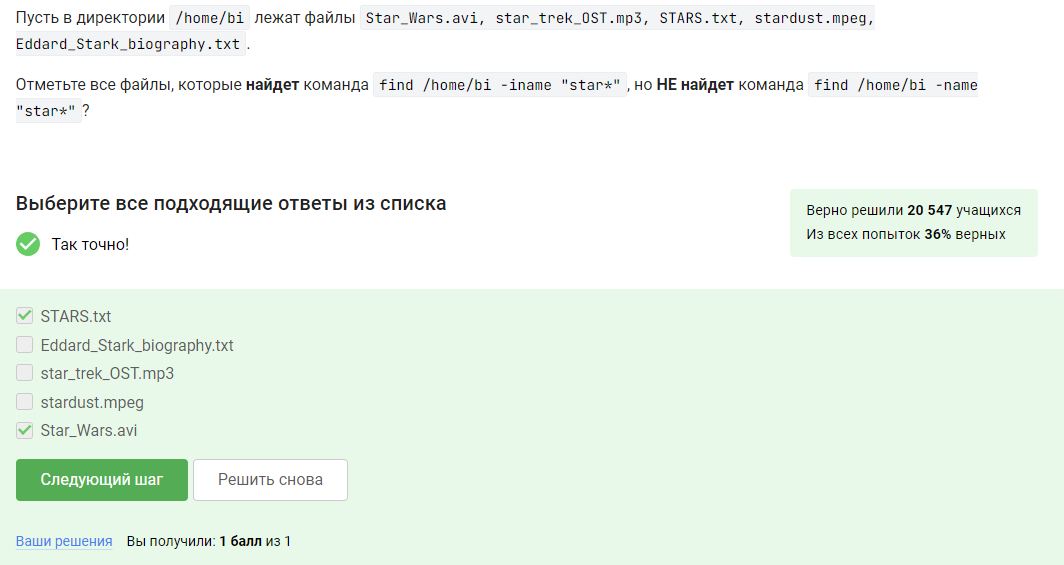 Пусть в директории /home/bi лежат файлы Star_Wars.avi, star_trek_OST.mp3, STARS.txt, stardust.mpeg,
Eddard_Stark_biography.txt.
Отметьте все файлы, которые найдет команда find /home/bi -iname "star*", но НЕ найдет команда find /home/bi -name
"star*"?
Выберите все подходящие ответы из списка
Верно решили 20 547 учащихся
Из всех попыток 36% верных
Так точно!
STARS.txt
Eddard_Stark_biography.txt
star_trek_OST.mp3
stardust.mpeg
Star_Wars.avi
Следующий шаг Решить снова
Ваши решения Вы получили: 1 балл из 1